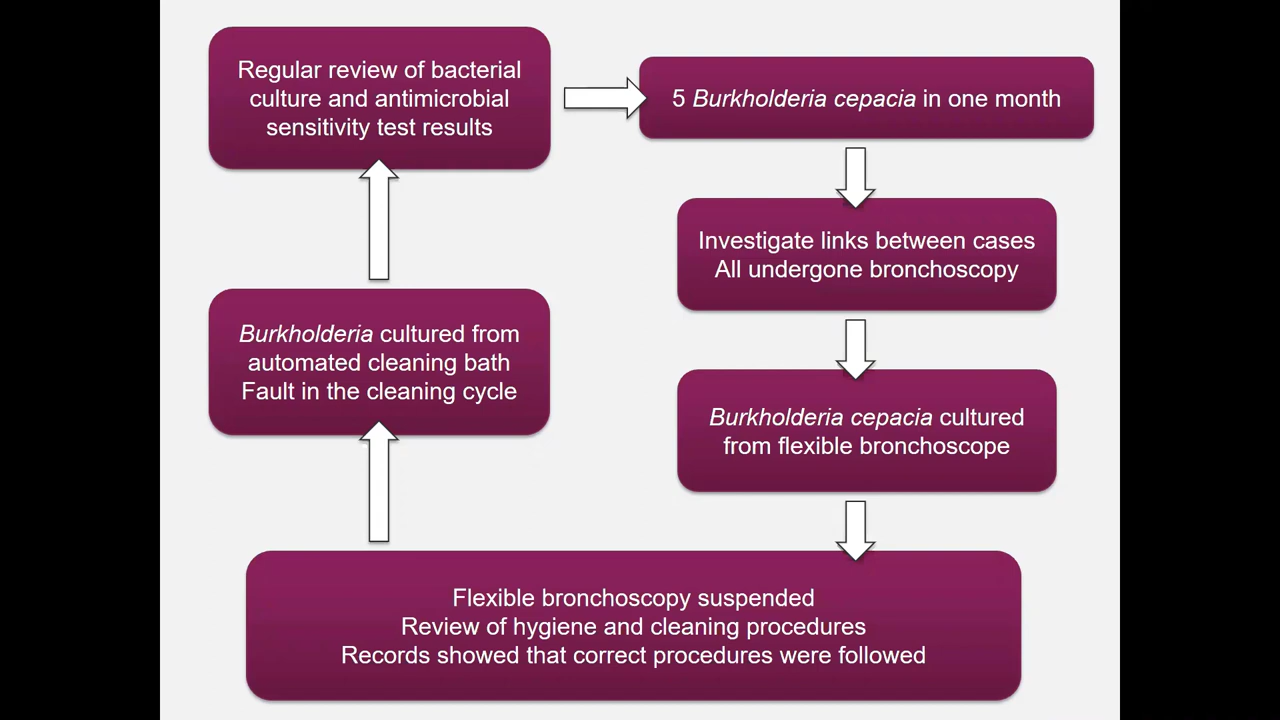 Regular review of bacterial
culture and antimicrobial
sensitivity test results
5 Burkholderia cepacia in one month
Investigate links between cases
All undergone bronchoscopy
Burkholderia cepacia cultured
from flexible bronchoscope
Flexible bronchoscopy suspended
Review of hygiene and cleaning procedures
Records showed that correct procedures were followed
Burkholderia cultured from
automated cleaning bath
Fault in the cleaning cycle